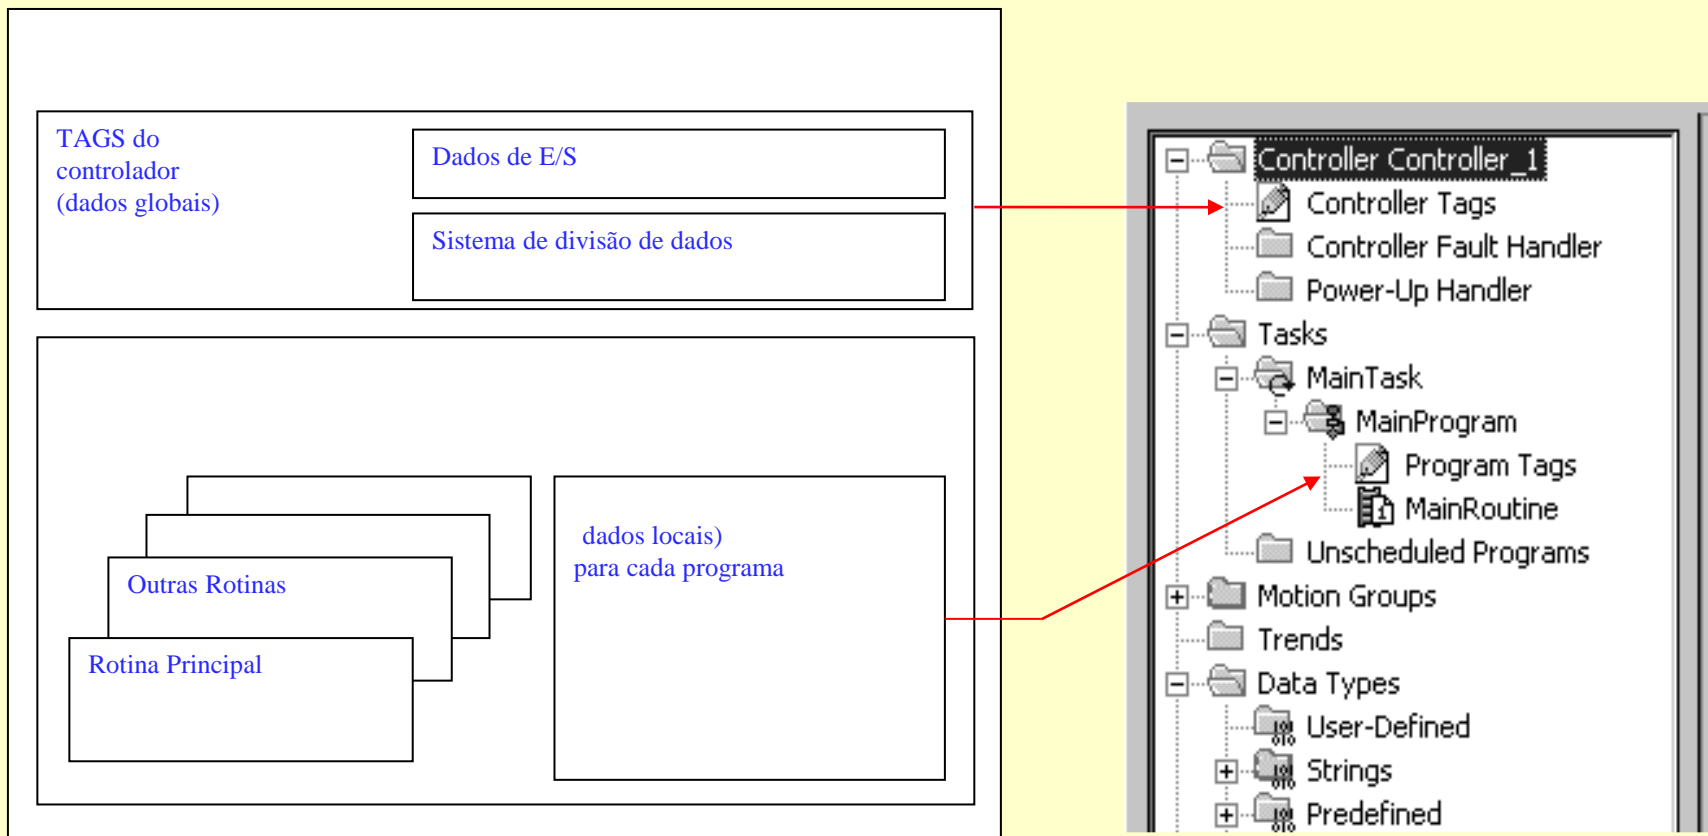 TAGS do
controlador
(dados globais)
Dados de E/S
Sistema de divisão de dados
dados locais)
para cada programa
Outras Rotinas
Rotina Principal
Controller Controller_1
Controller Tags
Controller Fault Handler
Power-Up Handler
Tasks
MainTask
MainProgram
Program Tags
MainRoutine
Unscheduled Programs
Motion Groups
Trends
Data Types
User-Defined
Strings
Predefined